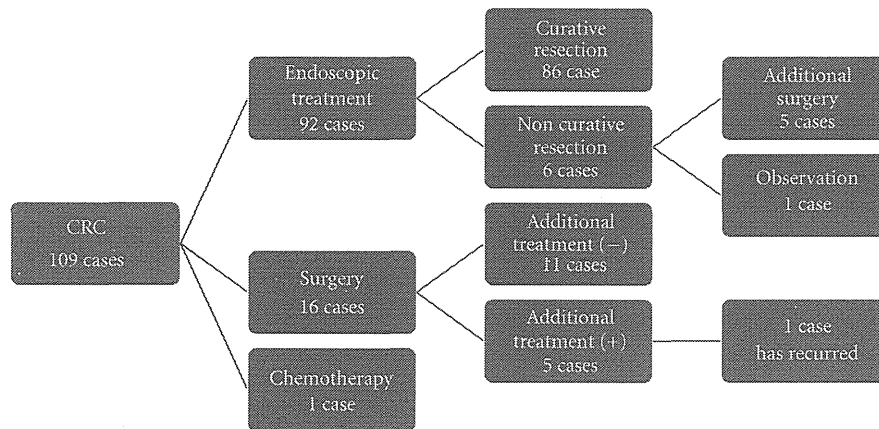 CRC
109 cases
Endoscopic
treatment
92 cases
Surgery
16 cases
Chemotherapy
1 case
Curative
resection
86 case
Non curative
resection
6 cases
Additional
treatment (−)
11 cases
Additional
treatment (+)
5 cases
Additional
surgery
5 cases
Observation
1 case
1 case
has recurred